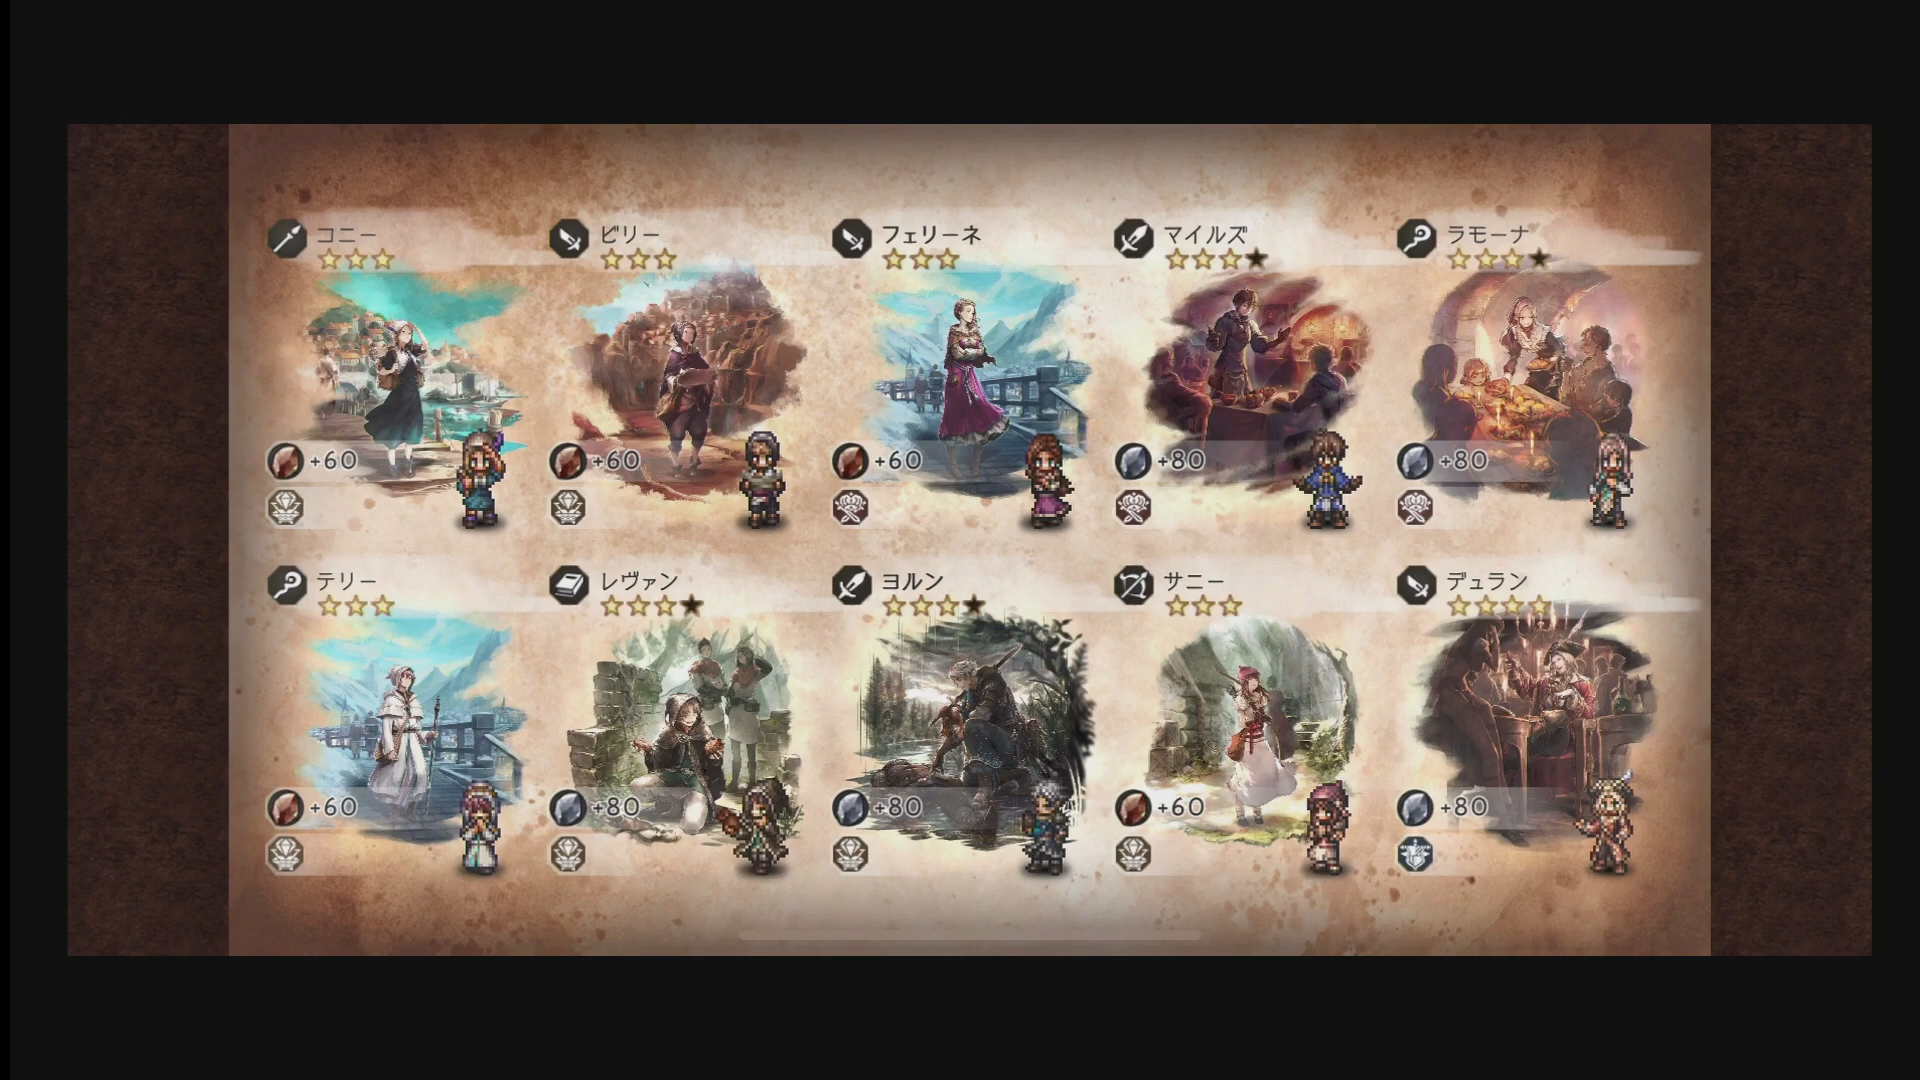 コニー
ビリー
フェリーネ
マイルズ
ラモーナ
+60
+60
+60
+80
+80
テリー
レヴァン
ヨルン
サニー
デュラン
+60
+80
+80
+60
+80